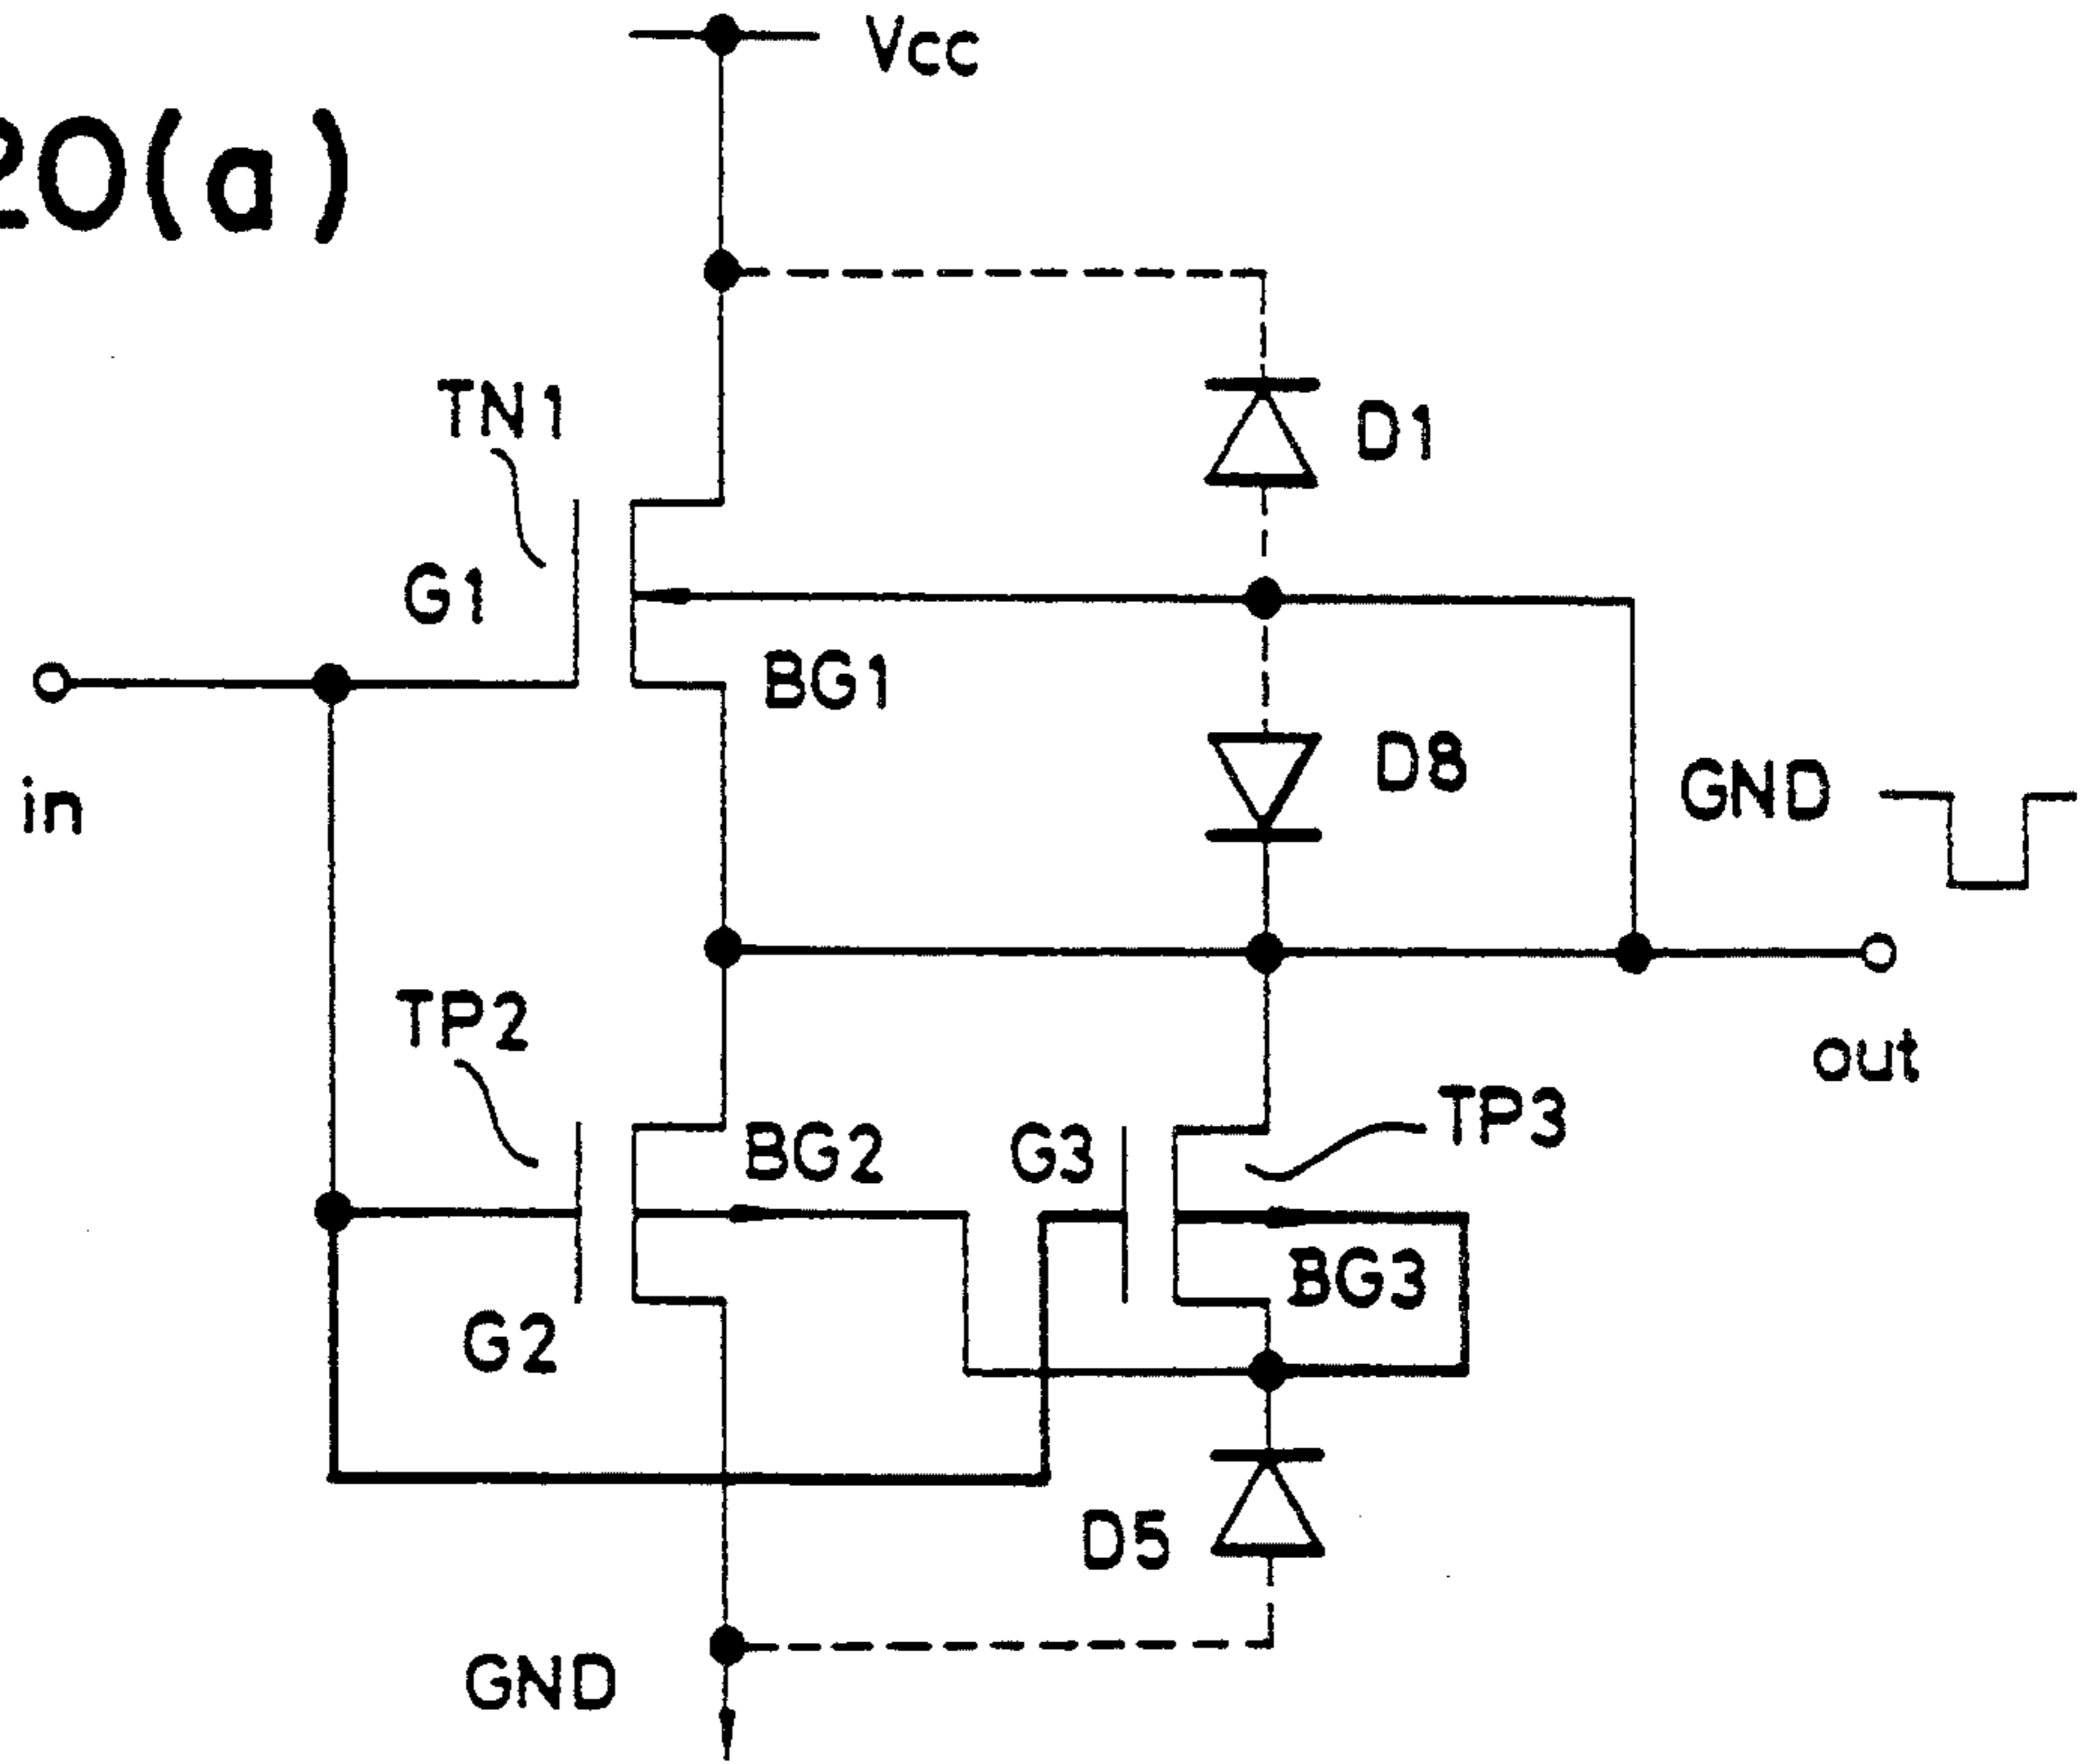 Vcc
20(a)
TN1
D1
G1
BG1
D8
GND
in
TP2
out
TP3
BG2
G3
BG3
G2
D5
GND